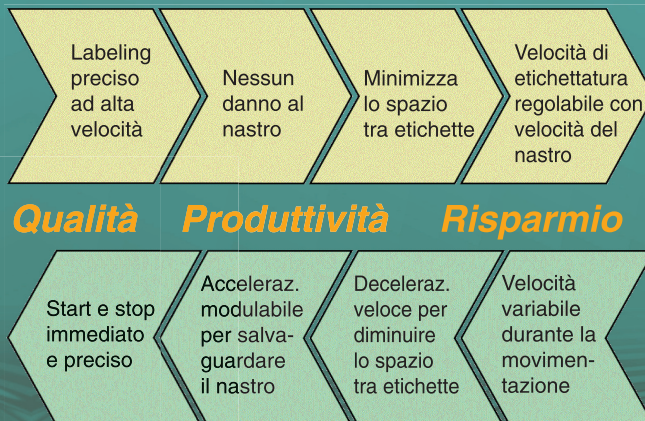 Labeling
preciso
ad alta
velocità
Nessun
danno al
nastro
Minimizza
lo spazio
tra etichette
Velocità di
etichettatura
regolabile con
velocità del
nastro
Qualità Produttività Risparmio
Start e stop
immediato
e preciso
Acceleraz.
modulabile
per salva-
guardare
il nastro
Deceleraz.
veloce per
diminuire
lo spazio
tra etichette
Velocità
variabile
durante la
movimen-
tazione